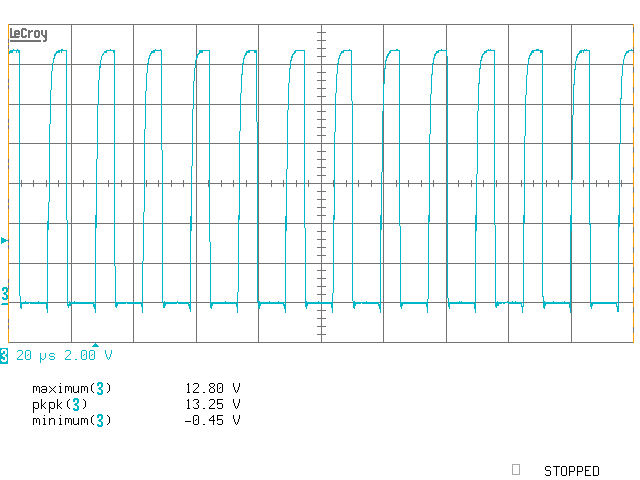 LeCroy
3
3 20 µs 2.00 V
maximum(3) 12.80 V
pkpk(3) 13.25 V
minimum(3) -0.45 V
STOPPED